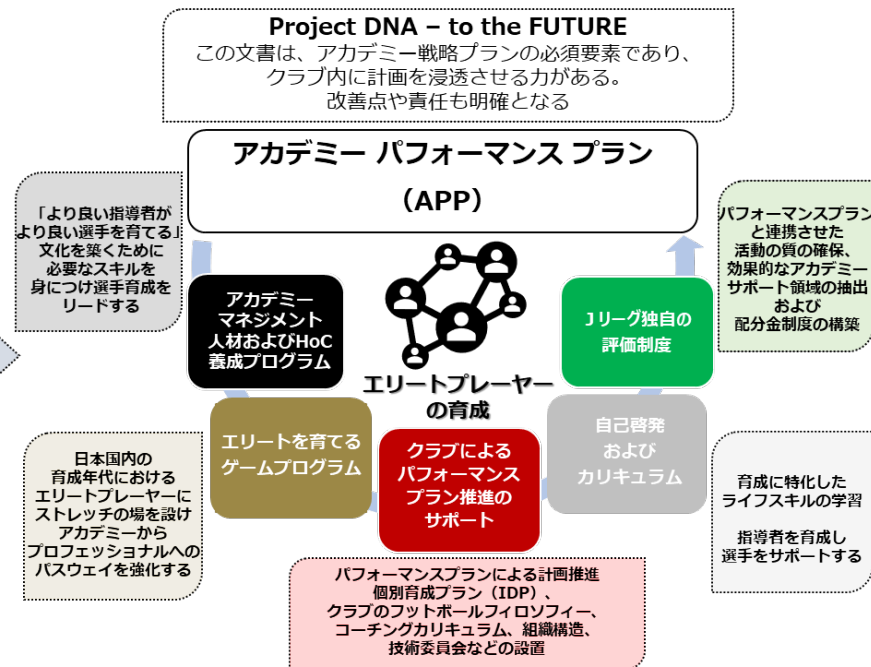 Project DNA – to the FUTURE
この文書は、アカデミー戦略プランの必須要素であり、
クラブ内に計画を浸透させる力がある。
改善点や責任も明確となる
アカデミー パフォーマンス プラン
（APP）
「より良い指導者が
より良い選手を育てる」
文化を築くために
必要なスキルを
身につけ選手育成を
リードする
アカデミー
マネジメント
人材およびHoC
養成プログラム
エリートプレーヤー
の育成
Jリーグ独自の
評価制度
パフォーマンスプラン
と連携させた
活動の質の確保、
効果的なアカデミー
サポート領域の抽出
および
配分金制度の構築
日本国内の
育成年代における
エリートプレーヤーに
ストレッチの場を設け
アカデミーから
プロフェッショナルへの
パスウェイを強化する
エリートを育てる
ゲームプログラム
クラブによる
パフォーマンス
プラン推進の
サポート
自己啓発
および
カリキュラム
育成に特化した
ライフスキルの学習
指導者を育成し
選手をサポートする
パフォーマンスプランによる計画推進
個別育成プラン（IDP）、
クラブのフットボールフィロソフィー、
コーチングカリキュラム、組織構造、
技術委員会などの設置